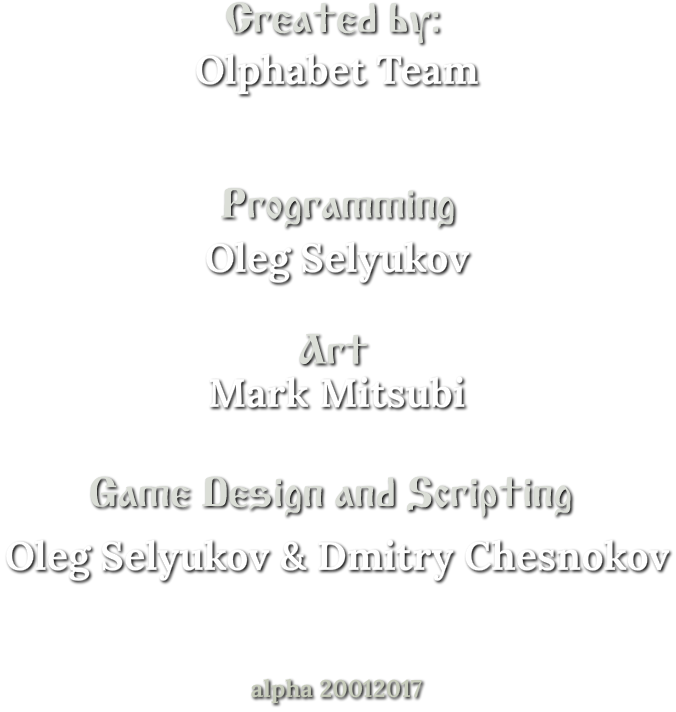 Created by:
Olphabet Team
Programming
Oleg Selyukov
Art
Mark Mitsubi
Game Design and Scripting
Oleg Selyukov & Dmitry Chesnokov
alpha 20012017